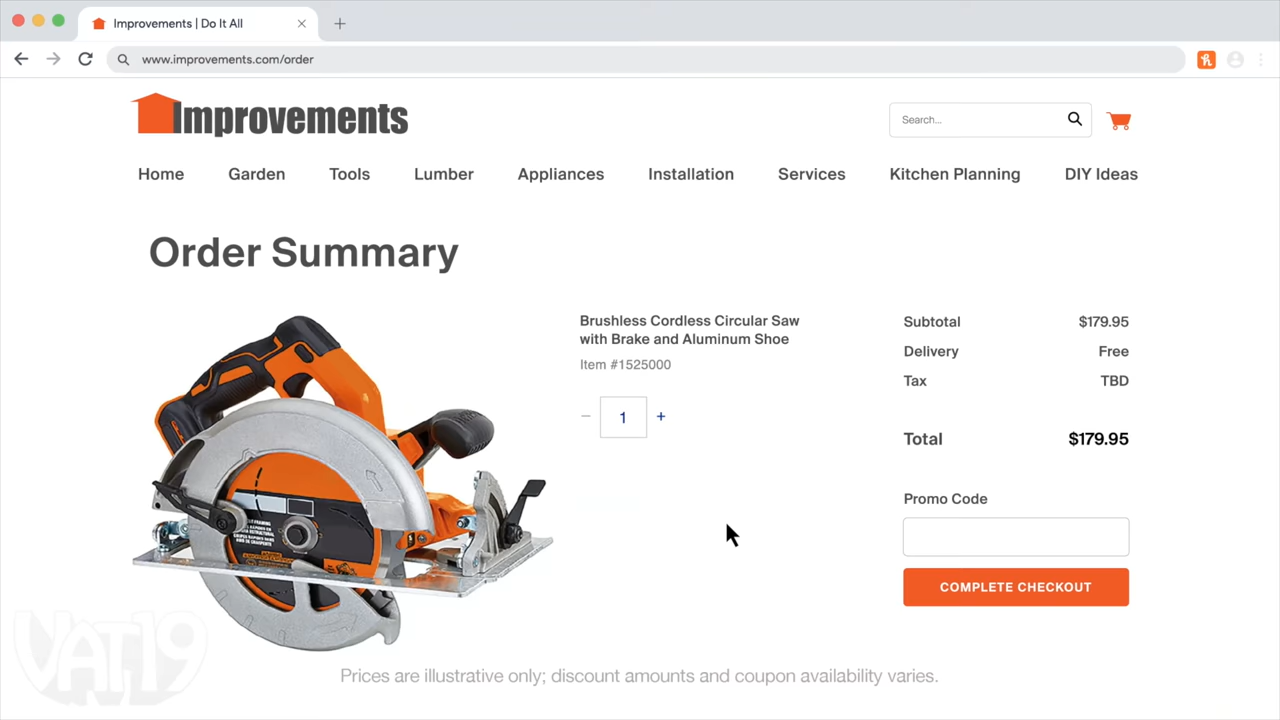 Improvements | Do It All
www.improvements.com/order
Improvements
Search...
Home Garden Tools Lumber Appliances Installation Services Kitchen Planning DIY Ideas
Order Summary
Brushless Cordless Circular Saw
with Brake and Aluminum Shoe
Item #1525000
− 1 +
Subtotal $179.95
Delivery Free
Tax TBD
Total $179.95
Promo Code
COMPLETE CHECKOUT
VAT19
Prices are illustrative only; discount amounts and coupon availability varies.